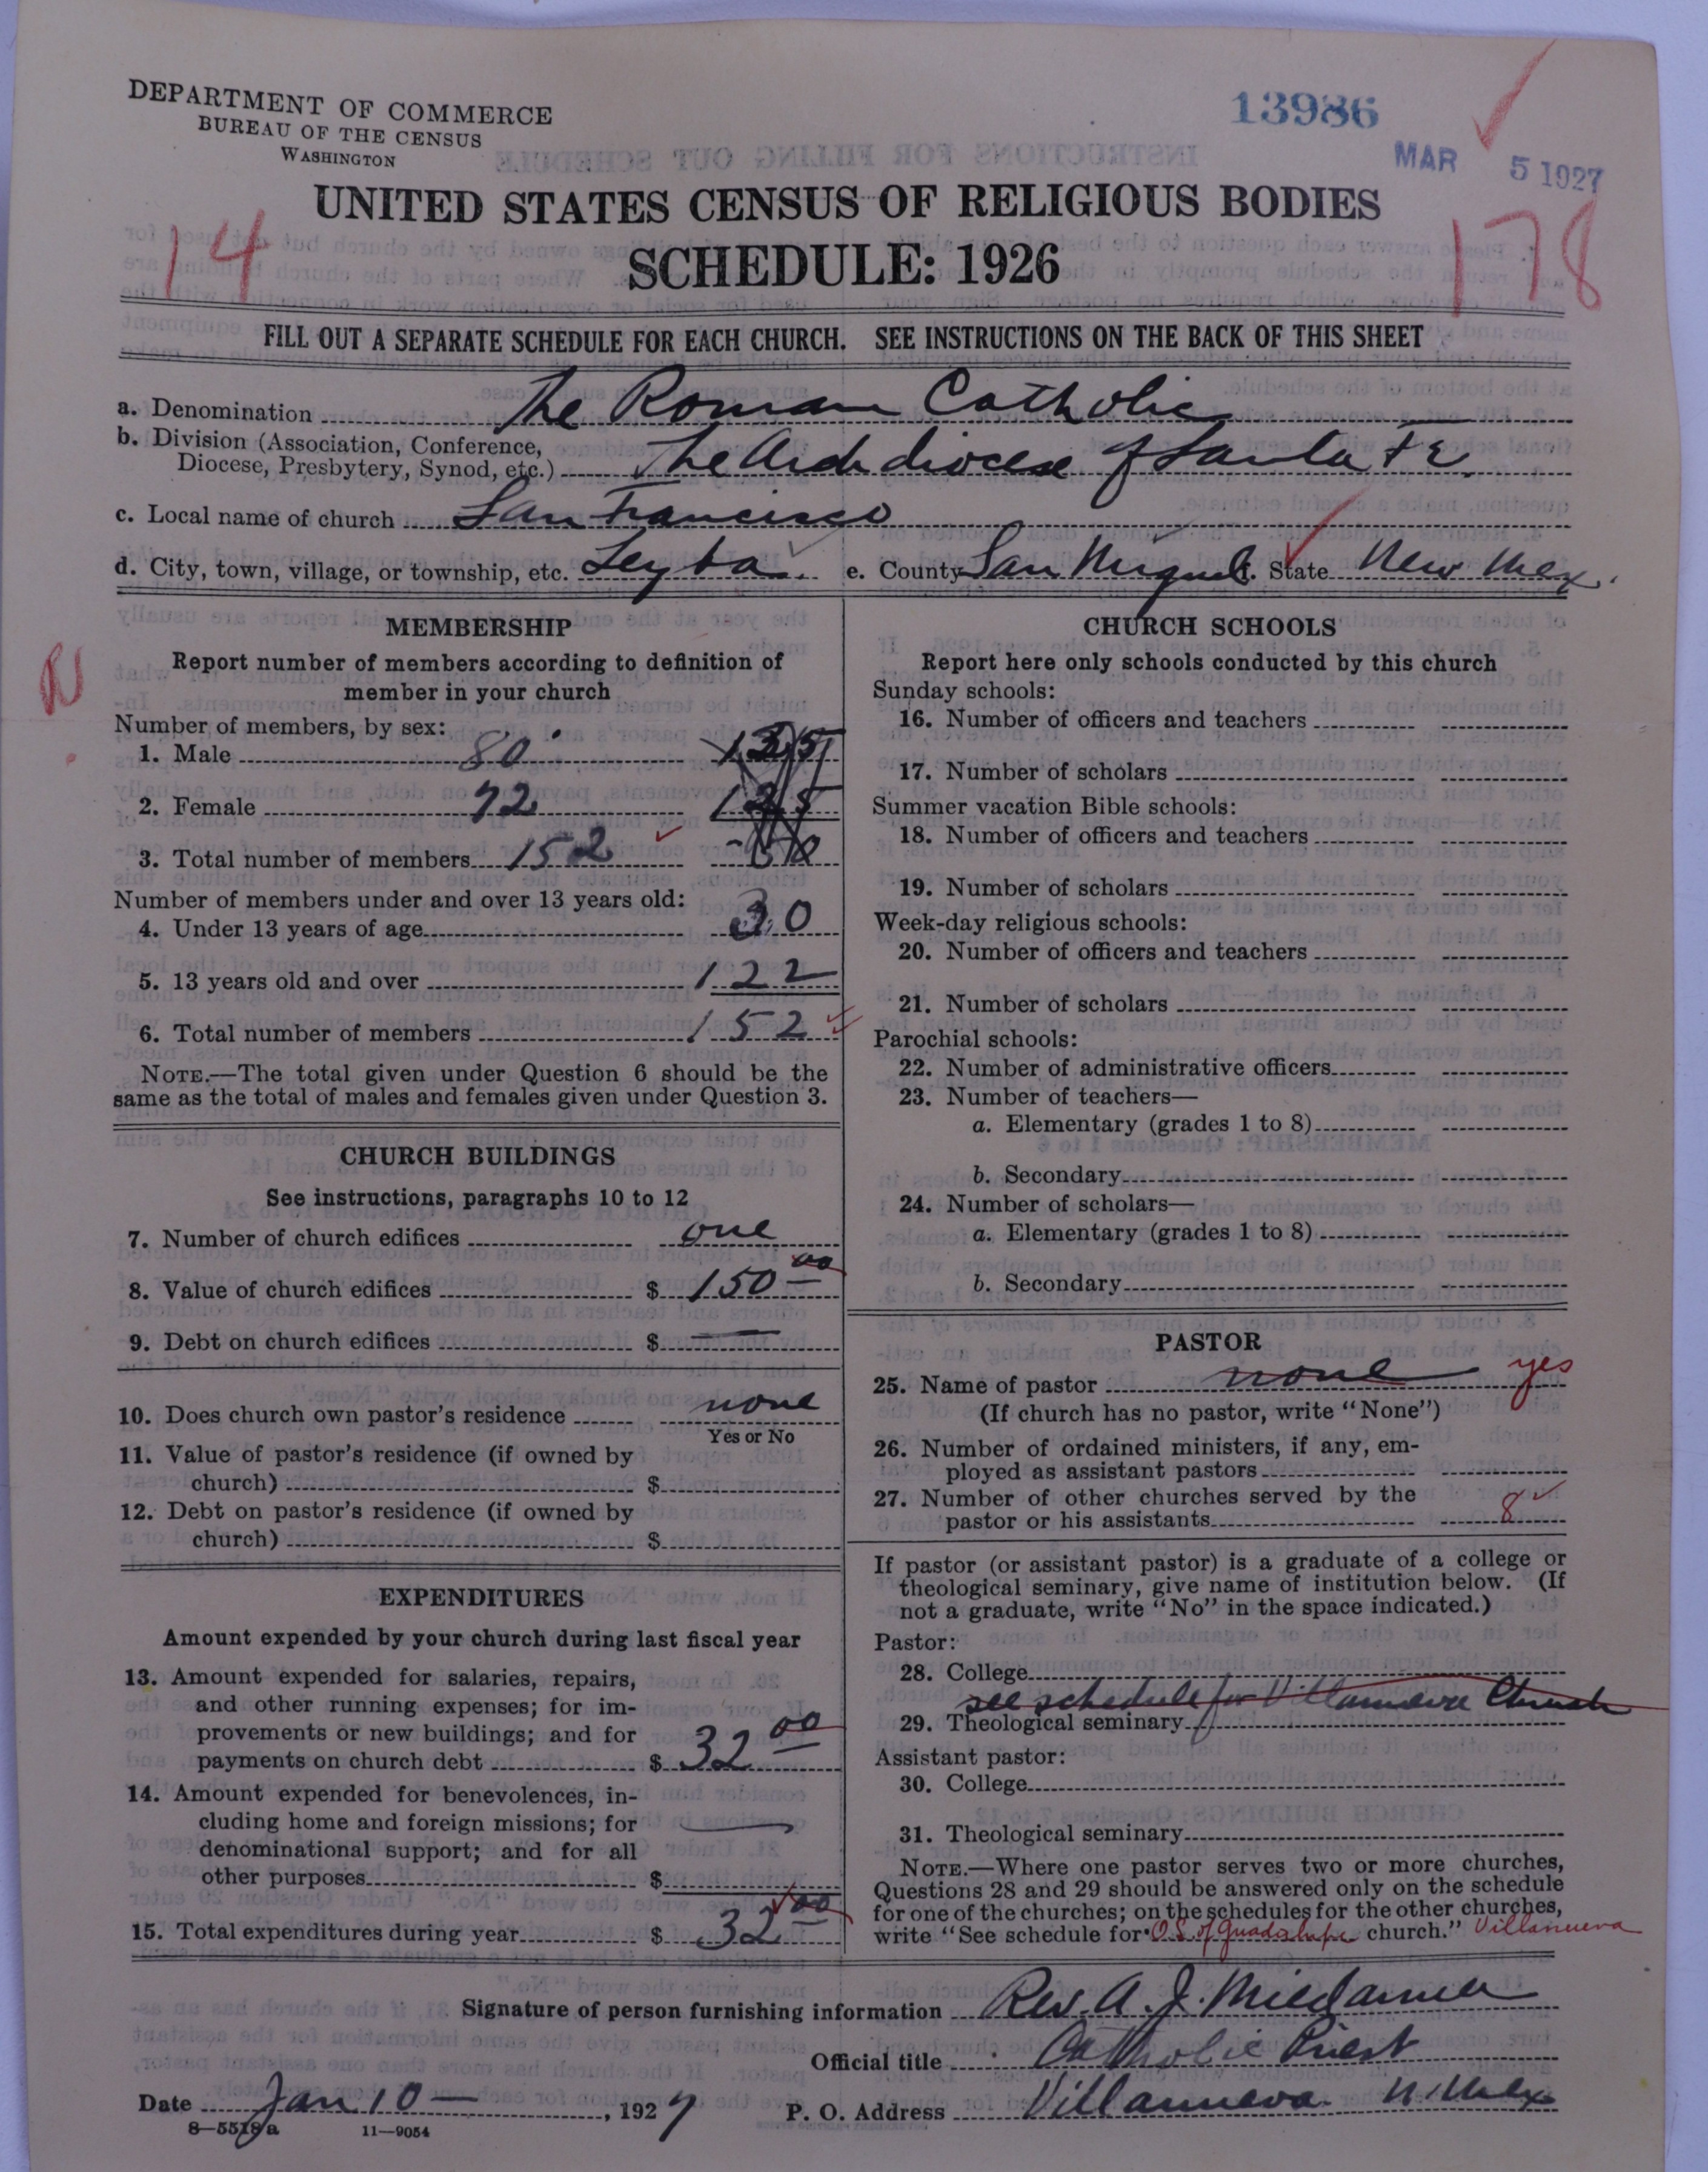 DEPARTMENT OF COMMERCE
BUREAU OF THE CENSUS
WASHINGTON
13986
MAR 5 1927
UNITED STATES CENSUS OF RELIGIOUS BODIES
14
SCHEDULE: 1926
178
FILL OUT A SEPARATE SCHEDULE FOR EACH CHURCH. SEE INSTRUCTIONS ON THE BACK OF THIS SHEET
a. Denomination The Roman Catholic
b. Division (Association, Conference,
Diocese, Presbytery, Synod, etc.) The Archdiocese of Santa Fe.
c. Local name of church San Francisco
d. City, town, village, or township, etc. Leyba. e. County San Miguel f. State New Mex.
MEMBERSHIP
Report number of members according to definition of
member in your church
Number of members, by sex:
1. Male 80
2. Female 72
3. Total number of members 152
Number of members under and over 13 years old:
4. Under 13 years of age 30
5. 13 years old and over 122
6. Total number of members 152
NOTE.—The total given under Question 6 should be the
same as the total of males and females given under Question 3.
CHURCH BUILDINGS
See instructions, paragraphs 10 to 12
7. Number of church edifices one
8. Value of church edifices $ 150 00
9. Debt on church edifices $ —
10. Does church own pastor's residence none
Yes or No
11. Value of pastor's residence (if owned by
church) $
12. Debt on pastor's residence (if owned by
church) $
EXPENDITURES
Amount expended by your church during last fiscal year
13. Amount expended for salaries, repairs,
and other running expenses; for im-
provements or new buildings; and for
payments on church debt $ 32 00
14. Amount expended for benevolences, in-
cluding home and foreign missions; for
denominational support; and for all
other purposes $ —
15. Total expenditures during year $ 32 00
CHURCH SCHOOLS
Report here only schools conducted by this church
Sunday schools:
16. Number of officers and teachers
17. Number of scholars
Summer vacation Bible schools:
18. Number of officers and teachers
19. Number of scholars
Week-day religious schools:
20. Number of officers and teachers
21. Number of scholars
Parochial schools:
22. Number of administrative officers
23. Number of teachers—
a. Elementary (grades 1 to 8)
b. Secondary
24. Number of scholars—
a. Elementary (grades 1 to 8)
b. Secondary
PASTOR
25. Name of pastor none yes
(If church has no pastor, write "None")
26. Number of ordained ministers, if any, em-
ployed as assistant pastors
27. Number of other churches served by the
pastor or his assistants 8
If pastor (or assistant pastor) is a graduate of a college or
theological seminary, give name of institution below. (If
not a graduate, write "No" in the space indicated.)
Pastor:
28. College
see schedule for Villanueva Church
29. Theological seminary
Assistant pastor:
30. College
31. Theological seminary
NOTE.—Where one pastor serves two or more churches,
Questions 28 and 29 should be answered only on the schedule
for one of the churches; on the schedules for the other churches,
write "See schedule for O.L. of Guadalupe church." Villanueva
Signature of person furnishing information Rev. A. J. Miedaner
Official title Catholic Priest
Date Jan 10 — , 1927 P. O. Address Villanueva. N. Mex
8—5518a 11—9054